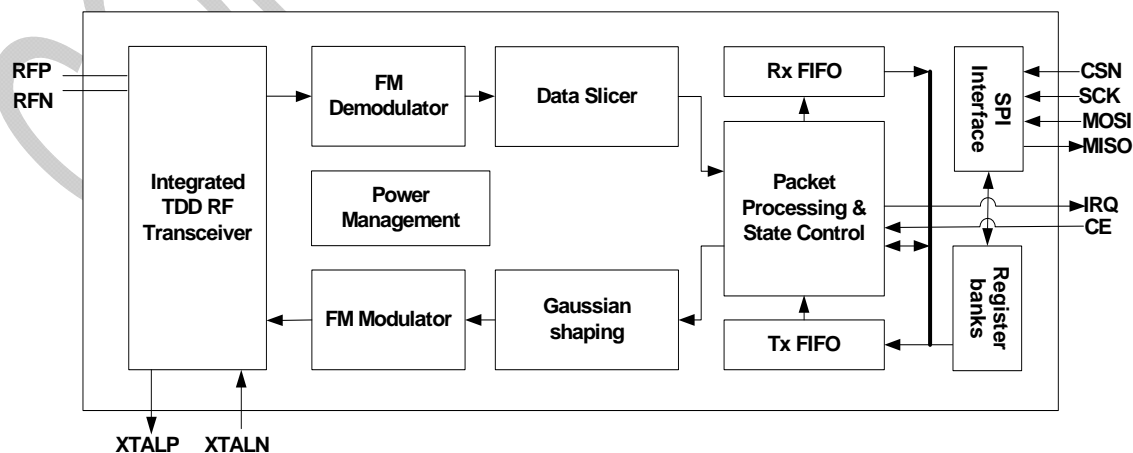 RFP
RFN
Integrated
TDD RF
Transceiver
FM
Demodulator
Data Slicer
Power
Management
FM Modulator
Gaussian
shaping
Rx FIFO
Packet
Processing &
State Control
Tx FIFO
SPI
Interface
Register
banks
CSN
SCK
MOSI
MISO
IRQ
CE
XTALP
XTALN